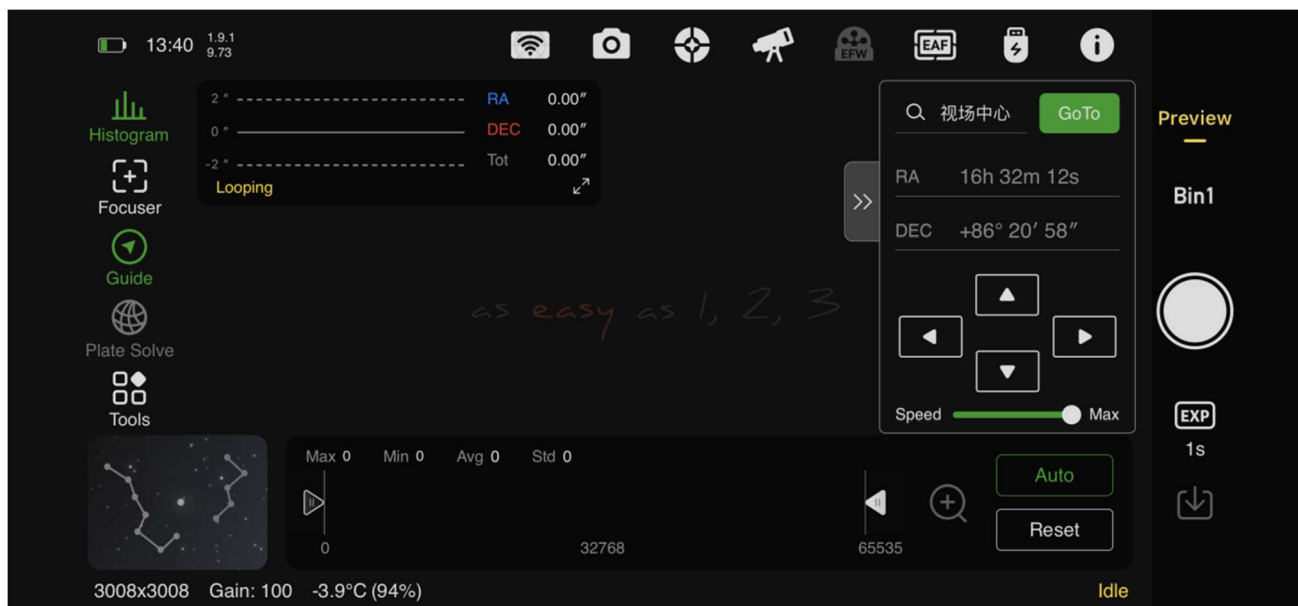 13:40
1.9.1
9.73
EFW
EAF
Histogram
2 "
RA 0.00″
0 "
DEC 0.00″
-2 "
Tot 0.00″
Looping
视场中心
GoTo
Preview
Focuser
RA 16h 32m 12s
Bin1
DEC +86° 20′ 58″
Guide
as easy as 1, 2, 3
Plate Solve
Tools
Speed Max
EXP
1s
Max 0 Min 0 Avg 0 Std 0
Auto
Reset
0 32768 65535
3008x3008 Gain: 100 -3.9°C (94%)
Idle